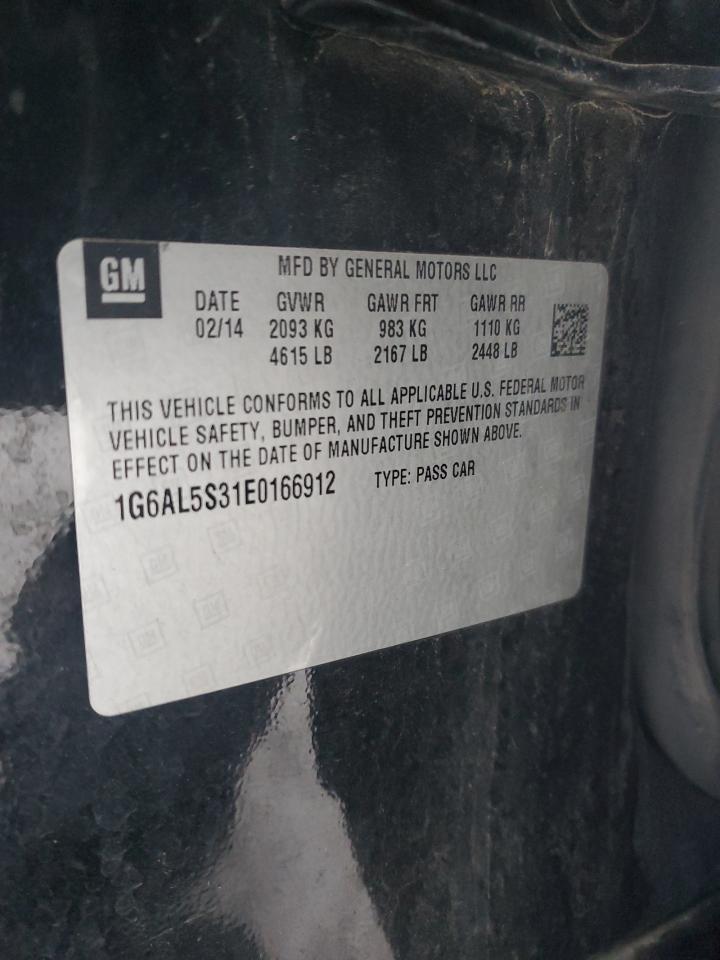 GM
MFD BY GENERAL MOTORS LLC
DATE GVWR GAWR FRT GAWR RR
02/14 2093 KG 983 KG 1110 KG
4615 LB 2167 LB 2448 LB
THIS VEHICLE CONFORMS TO ALL APPLICABLE U.S. FEDERAL MOTOR
VEHICLE SAFETY, BUMPER, AND THEFT PREVENTION STANDARDS IN
EFFECT ON THE DATE OF MANUFACTURE SHOWN ABOVE.
1G6AL5S31E0166912 TYPE: PASS CAR